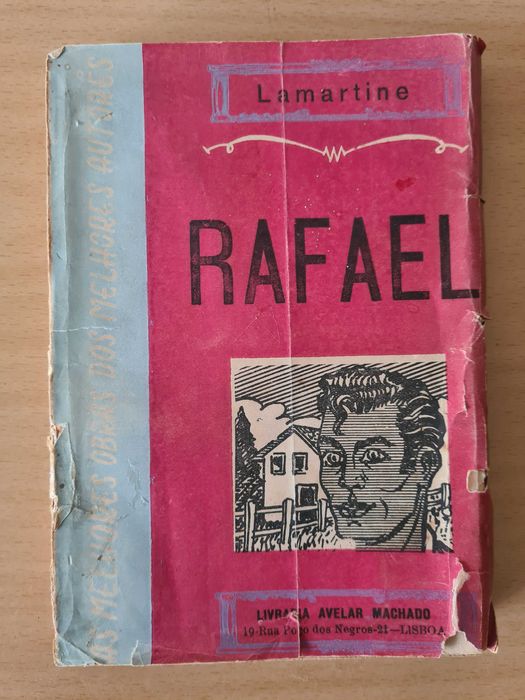 Lamartine
RAFAEL
LIVRARIA AVELAR MACHADO
19-Rua Poço dos Negros-21—LISBOA
AS MELHORES OBRAS DOS MELHORES AUTORES